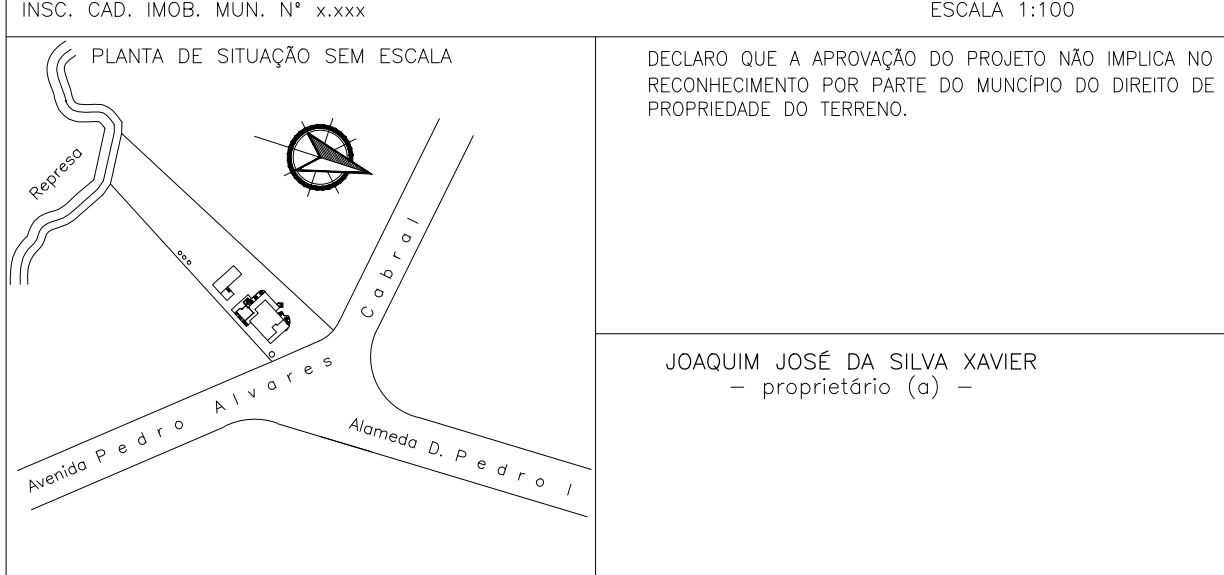 INSC. CAD. IMOB. MUN. N° x.xxx
ESCALA 1:100
PLANTA DE SITUAÇÃO SEM ESCALA
DECLARO QUE A APROVAÇÃO DO PROJETO NÃO IMPLICA NO
RECONHECIMENTO POR PARTE DO MUNCÍPIO DO DIREITO DE
PROPRIEDADE DO TERRENO.
Represa
Avenida Pedro Alvares Cabral
Alameda D. Pedro I
JOAQUIM JOSÉ DA SILVA XAVIER
– proprietário (a) –